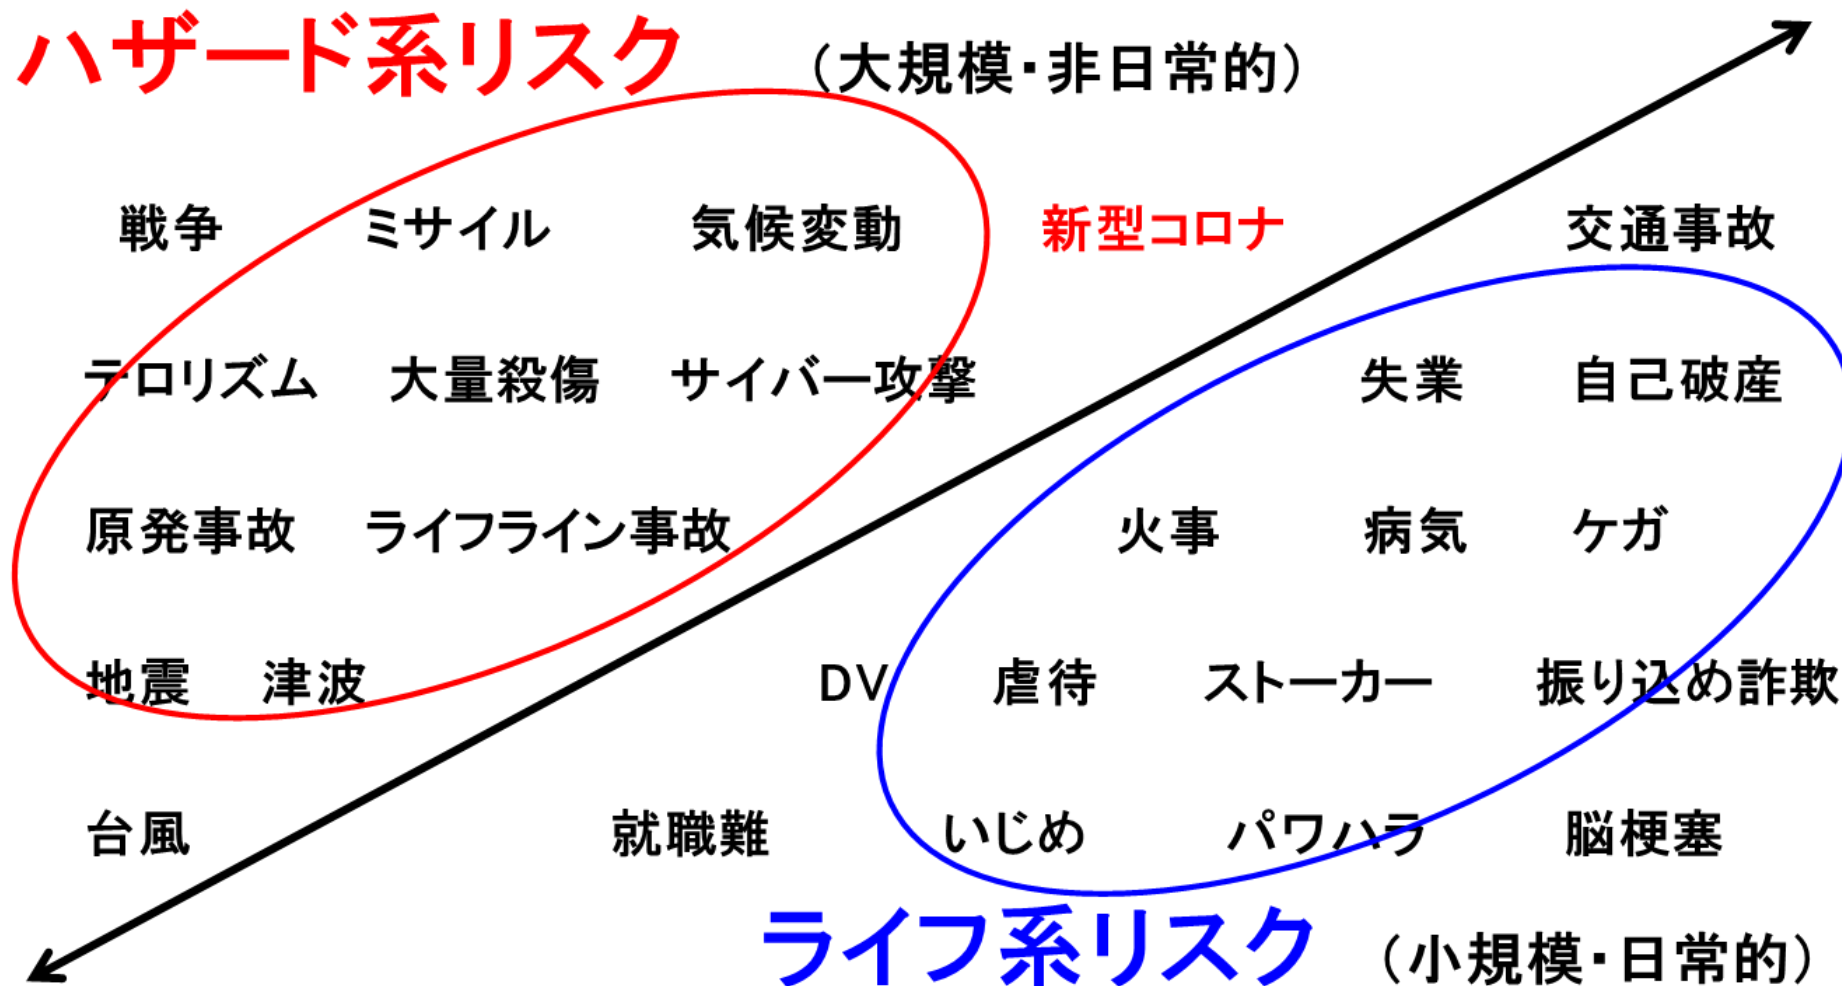 ハザード系リスク （大規模・非日常的）
戦争 ミサイル 気候変動 新型コロナ 交通事故
テロリズム 大量殺傷 サイバー攻撃 失業 自己破産
原発事故 ライフライン事故 火事 病気 ケガ
地震 津波 DV 虐待 ストーカー 振り込め詐欺
台風 就職難 いじめ パワハラ 脳梗塞
ライフ系リスク （小規模・日常的）